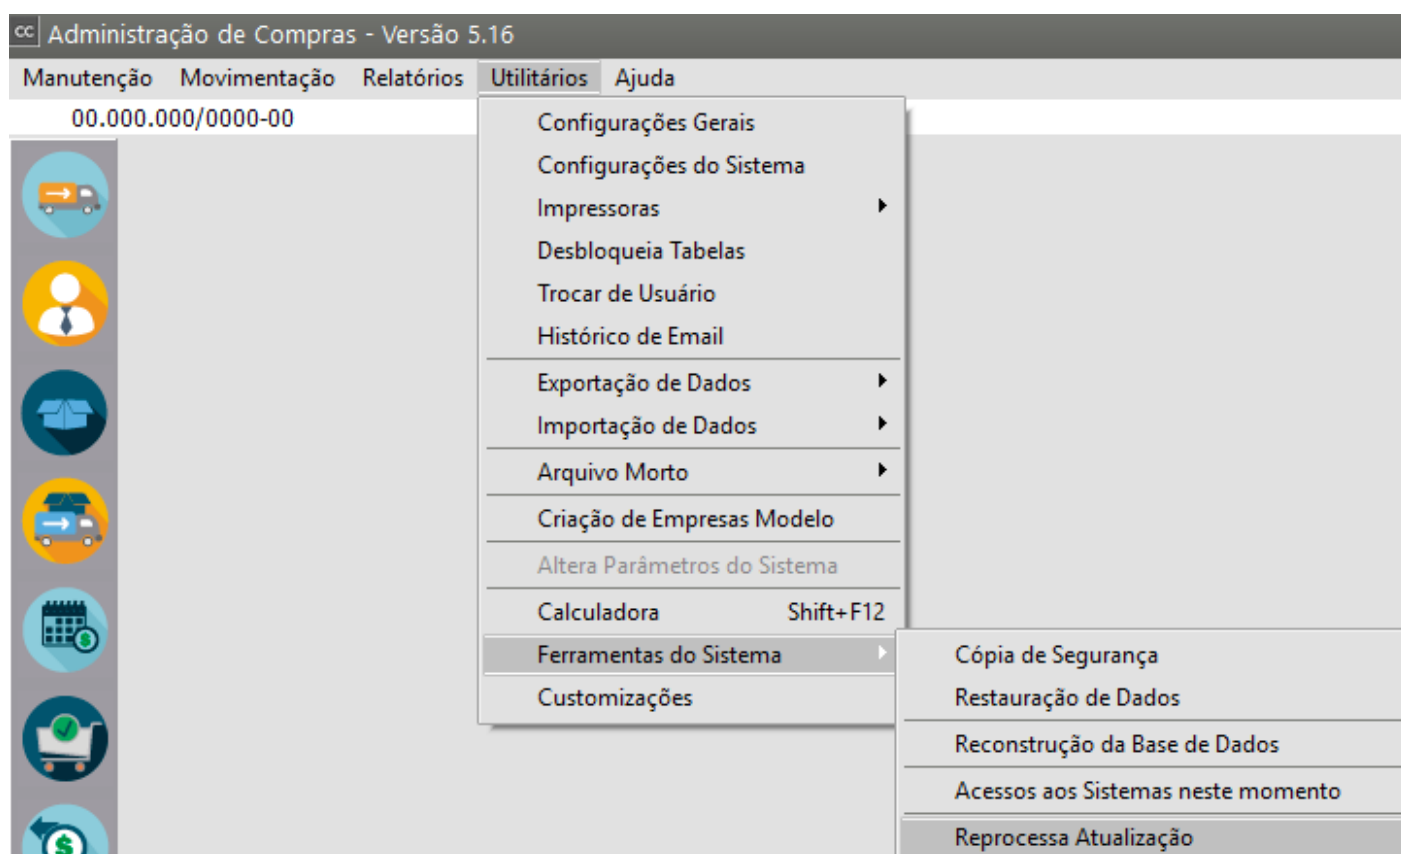 CC Administração de Compras - Versão 5.16
Manutenção Movimentação Relatórios Utilitários Ajuda
00.000.000/0000-00
Configurações Gerais
Configurações do Sistema
Impressoras
Desbloqueia Tabelas
Trocar de Usuário
Histórico de Email
Exportação de Dados
Importação de Dados
Arquivo Morto
Criação de Empresas Modelo
Altera Parâmetros do Sistema
Calculadora Shift+F12
Ferramentas do Sistema
Customizações
Cópia de Segurança
Restauração de Dados
Reconstrução da Base de Dados
Acessos aos Sistemas neste momento
Reprocessa Atualização